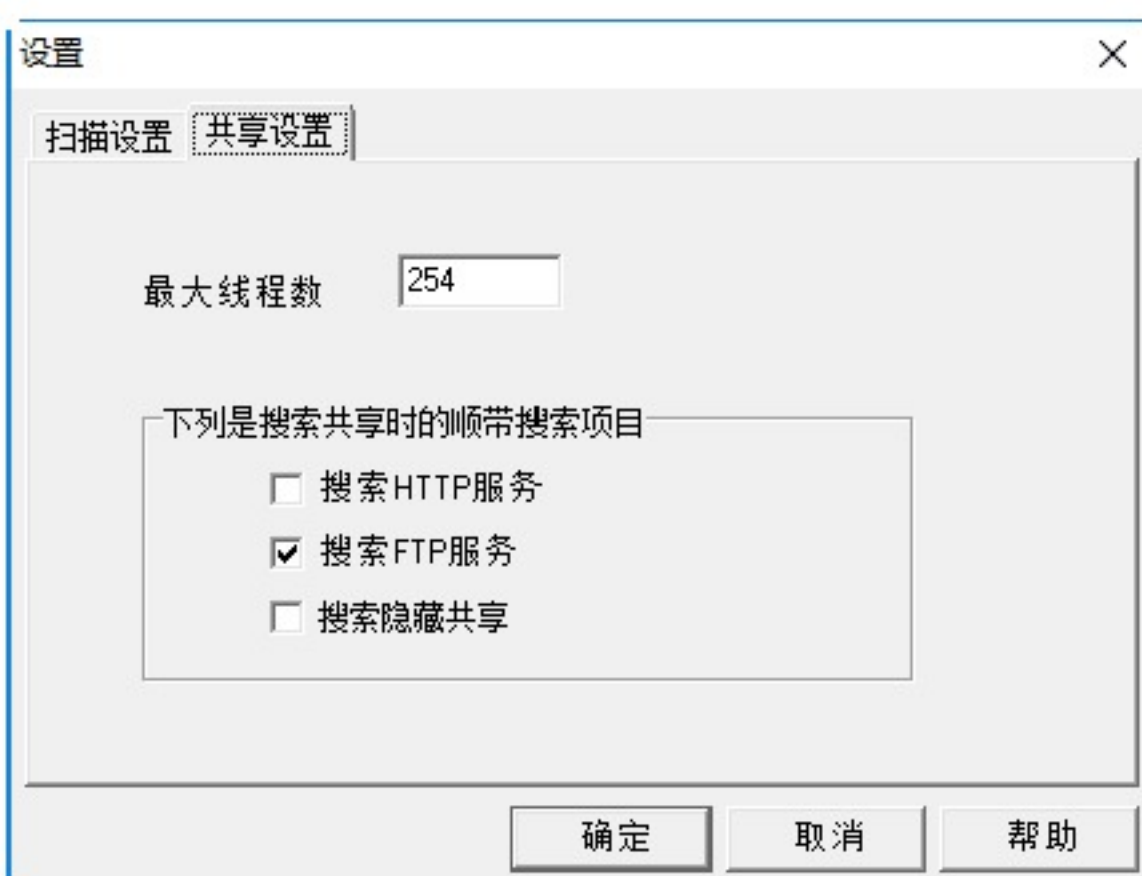 设置
扫描设置 共享设置
最大线程数 254
下列是搜索共享时的顺带搜索项目
搜索HTTP服务
搜索FTP服务
搜索隐藏共享
确定 取消 帮助